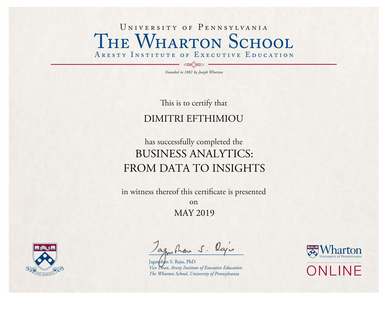 UNIVERSITY OF PENNSYLVANIA
THE WHARTON SCHOOL
ARESTY INSTITUTE OF EXECUTIVE EDUCATION
Founded in 1881 by Joseph Wharton
This is to certify that
DIMITRI EFTHIMIOU
has successfully completed the
BUSINESS ANALYTICS:
FROM DATA TO INSIGHTS
in witness thereof this certificate is presented
on
MAY 2019
Jagmohan S. Raju
Jagmohan S. Raju, PhD
Vice Dean, Aresty Institute of Executive Education
The Wharton School, University of Pennsylvania
Wharton
University of Pennsylvania
ONLINE